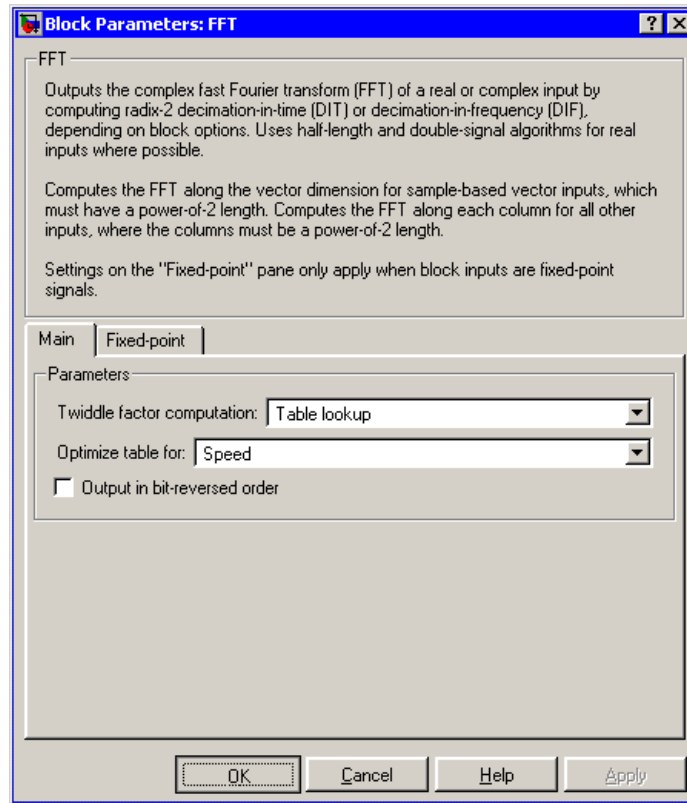 Block Parameters: FFT
FFT
Outputs the complex fast Fourier transform (FFT) of a real or complex input by
computing radix-2 decimation-in-time (DIT) or decimation-in-frequency (DIF),
depending on block options. Uses half-length and double-signal algorithms for real
inputs where possible.
Computes the FFT along the vector dimension for sample-based vector inputs, which
must have a power-of-2 length. Computes the FFT along each column for all other
inputs, where the columns must be a power-of-2 length.
Settings on the "Fixed-point" pane only apply when block inputs are fixed-point
signals.
Main Fixed-point
Parameters
Twiddle factor computation: Table lookup
Optimize table for: Speed
Output in bit-reversed order
OK Cancel Help Apply